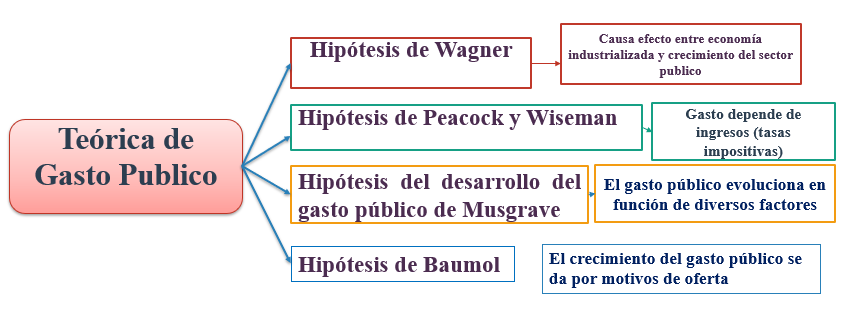 Teórica de
Gasto Publico
Hipótesis de Wagner
Causa efecto entre economía
industrializada y crecimiento del sector
publico
Hipótesis de Peacock y Wiseman
Gasto depende de
ingresos (tasas
impositivas)
Hipótesis del desarrollo del
gasto público de Musgrave
El gasto público evoluciona en
función de diversos factores
Hipótesis de Baumol
El crecimiento del gasto público se
da por motivos de oferta